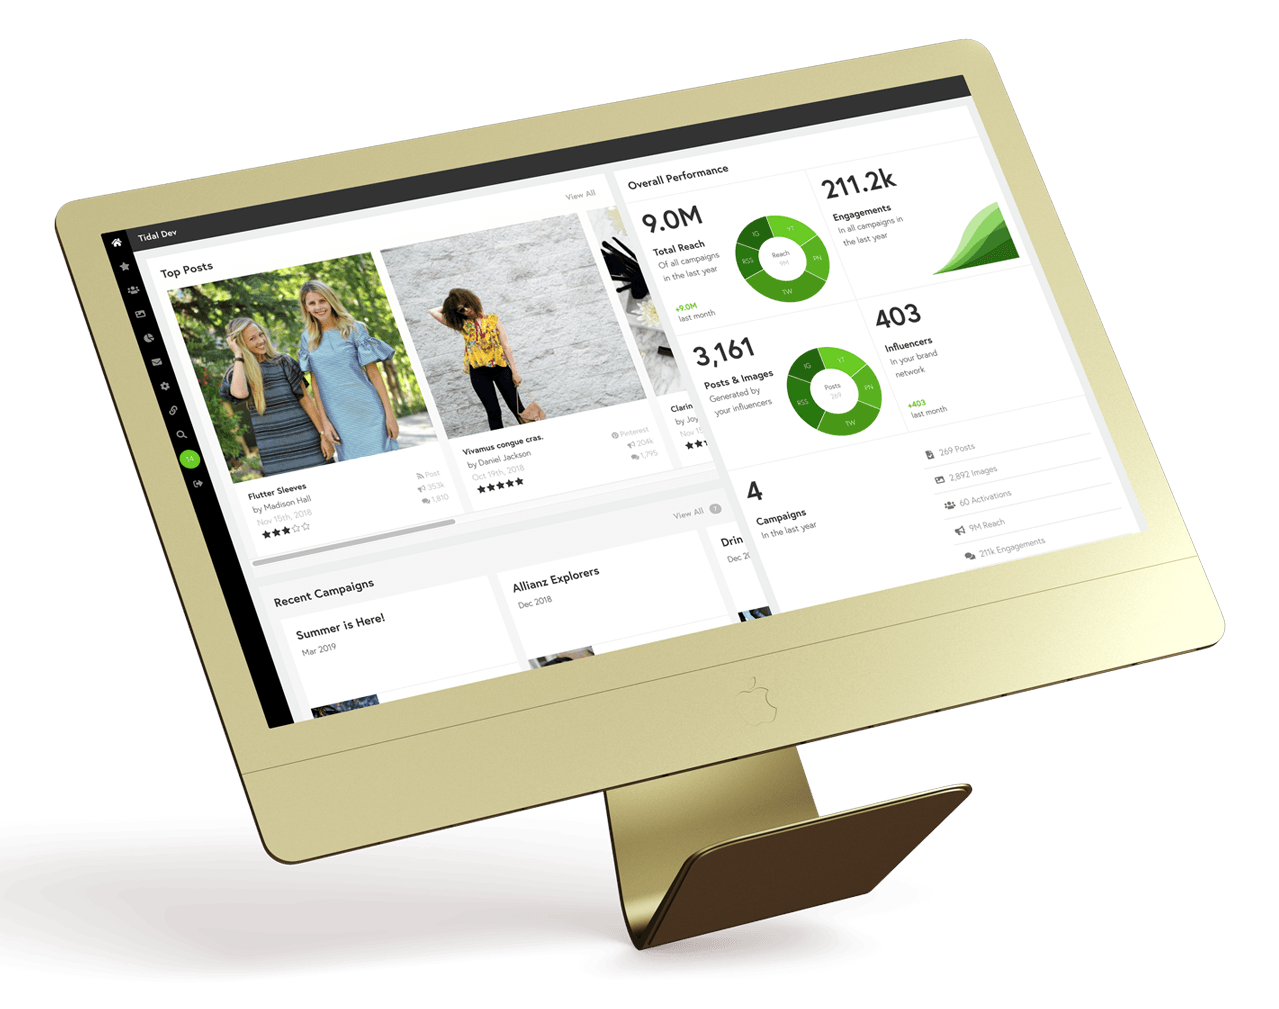 Tidal Dev
14
Top Posts
View All
Flutter Sleeves
by Madison Hall
Nov 15th, 2018
Post
353k
1,810
Vivamus congue cras.
by Daniel Jackson
Oct 19th, 2018
Pinterest
204k
1,795
Clarin
by Joy
Nov 1
Recent Campaigns
View All
Summer is Here!
Mar 2019
Allianz Explorers
Dec 2018
Drin
Dec 20
Overall Performance
9.0M
Total Reach
Of all campaigns
in the last year
+9.0M
last month
IG
YT
RSS
PN
TW
Reach
9M
211.2k
Engagements
In all campaigns in
the last year
3,161
Posts & Images
Generated by
your influencers
IG
YT
RSS
PN
TW
Posts
269
403
Influencers
In your brand
network
+403
last month
4
Campaigns
In the last year
269 Posts
2,892 Images
60 Activations
9M Reach
211k Engagements